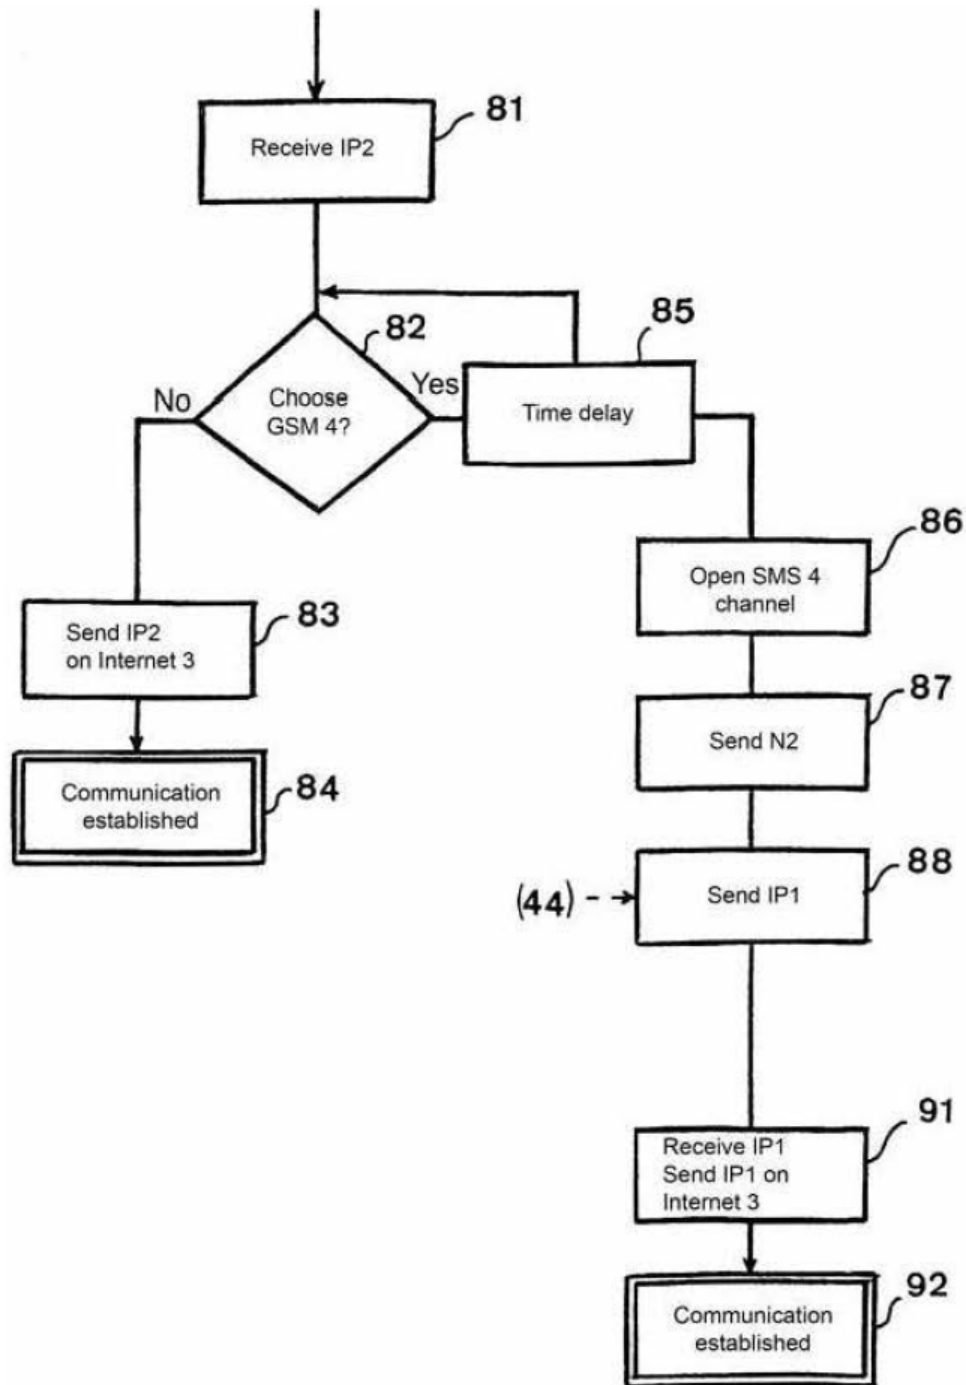 81
Receive IP2
82
85
No
Yes
Choose
GSM 4?
Time delay
86
Open SMS 4
channel
83
Send IP2
on Internet 3
87
Send N2
84
Communication
established
88
(44)
Send IP1
91
Receive IP1
Send IP1 on
Internet 3
92
Communication
established